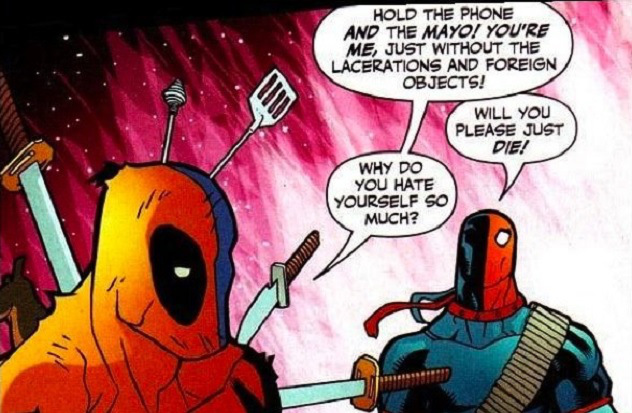 HOLD THE PHONE
AND THE MAYO! YOU'RE
ME, JUST WITHOUT THE
LACERATIONS AND FOREIGN
OBJECTS!
WILL YOU
PLEASE JUST
DIE!
WHY DO
YOU HATE
YOURSELF SO
MUCH?